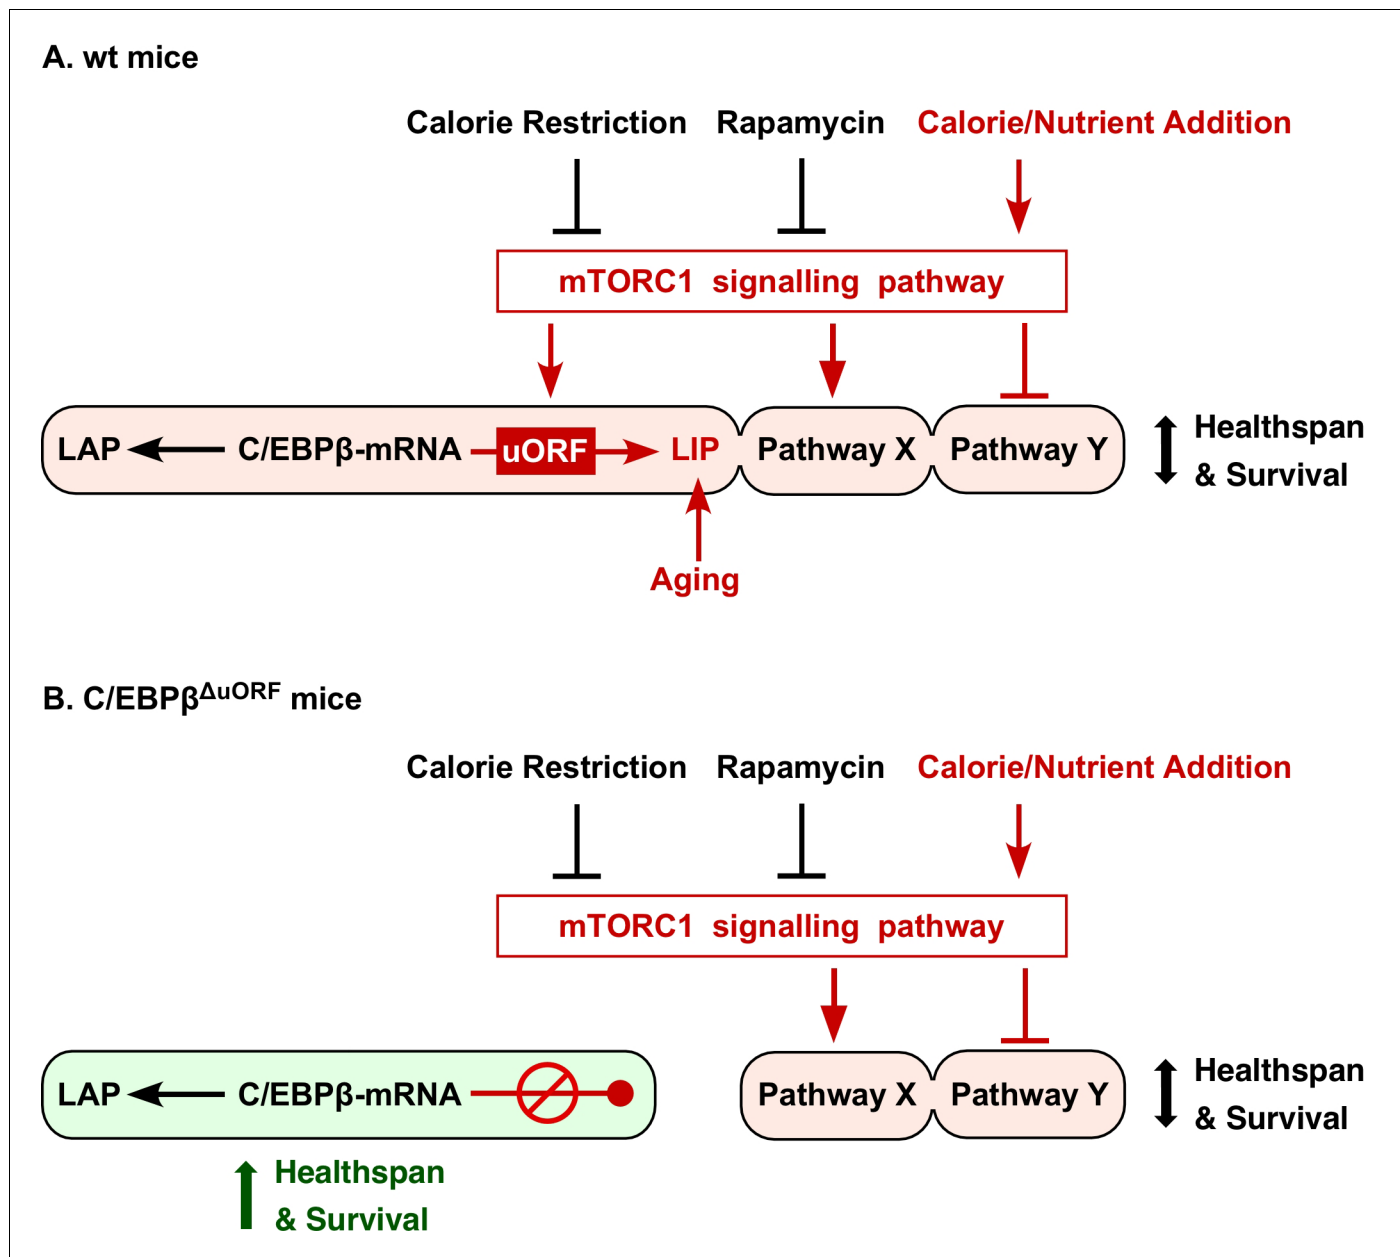 A. wt mice
Calorie Restriction Rapamycin Calorie/Nutrient Addition
mTORC1 signalling pathway
LAP C/EBPβ-mRNA uORF LIP Pathway X Pathway Y
Healthspan
& Survival
Aging
B. C/EBPβΔuORF mice
Calorie Restriction Rapamycin Calorie/Nutrient Addition
mTORC1 signalling pathway
LAP C/EBPβ-mRNA Pathway X Pathway Y
Healthspan
& Survival
Healthspan
& Survival